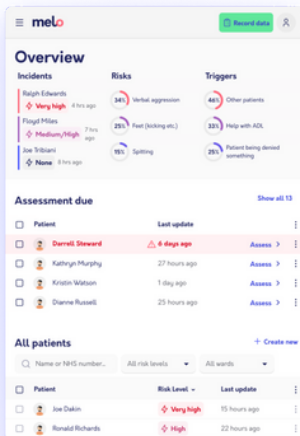 melo
Record data
Overview
Incidents Risks Triggers
Ralph Edwards
Very high 4 hrs ago
34% Verbal aggression
46% Other patients
Floyd Miles
Medium/High 7 hrs ago
25% Feet (kicking etc.)
33% Help with ADL
Joe Tribiani
None 8 hrs ago
15% Spitting
25% Patient being denied something
Assessment due Show all 13
Patient Last update
Darrell Steward 6 days ago Assess >
Kathryn Murphy 27 hours ago Assess >
Kristin Watson 1 day ago Assess >
Dianne Russell 25 hours ago Assess >
All patients + Create new
Name or NHS number... All risk levels All wards
Patient Risk Level Last update
Joe Dakin Very high 15 hours ago
Ronald Richards High 22 hours ago